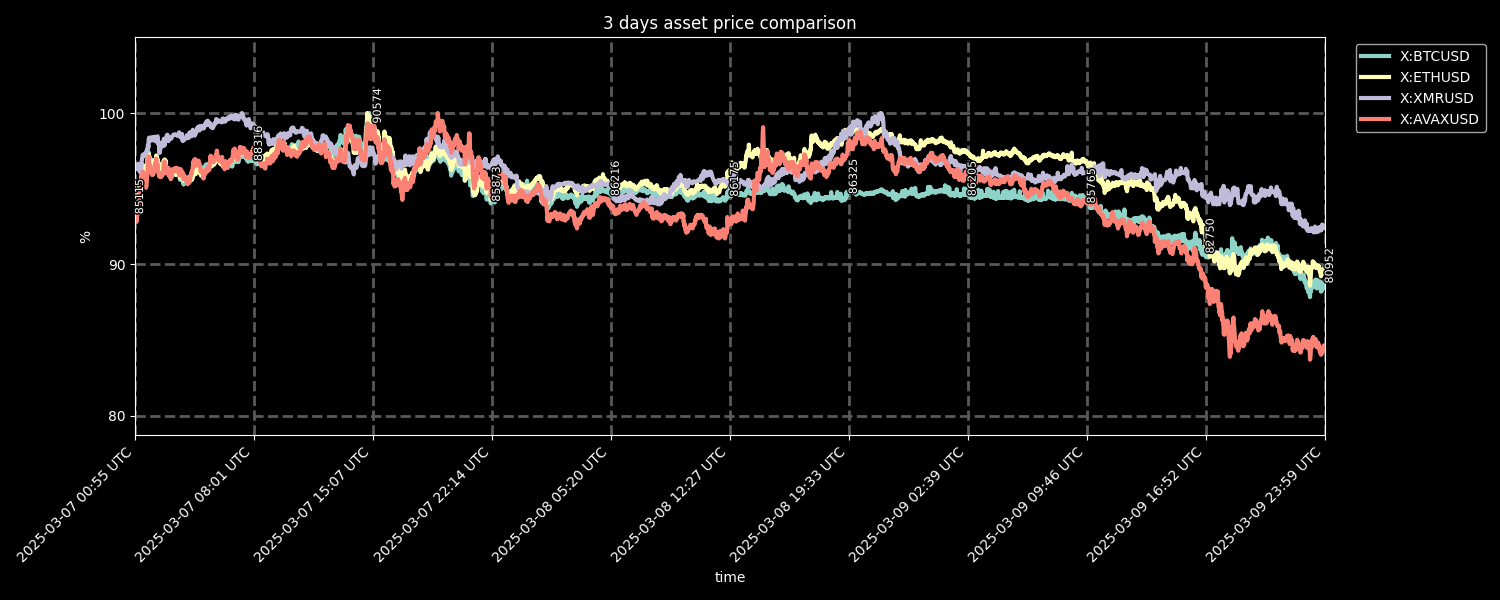 3 days asset price comparison
X:BTCUSD
X:ETHUSD
X:XMRUSD
X:AVAXUSD
%
100
90
80
88316
90574
85873
86216
86175
86325
86205
85765
82750
80952
2025-03-07 00:55 UTC
2025-03-07 08:01 UTC
2025-03-07 15:07 UTC
2025-03-07 22:14 UTC
2025-03-08 05:20 UTC
2025-03-08 12:27 UTC
2025-03-08 19:33 UTC
2025-03-09 02:39 UTC
2025-03-09 09:46 UTC
2025-03-09 16:52 UTC
2025-03-09 23:59 UTC
time